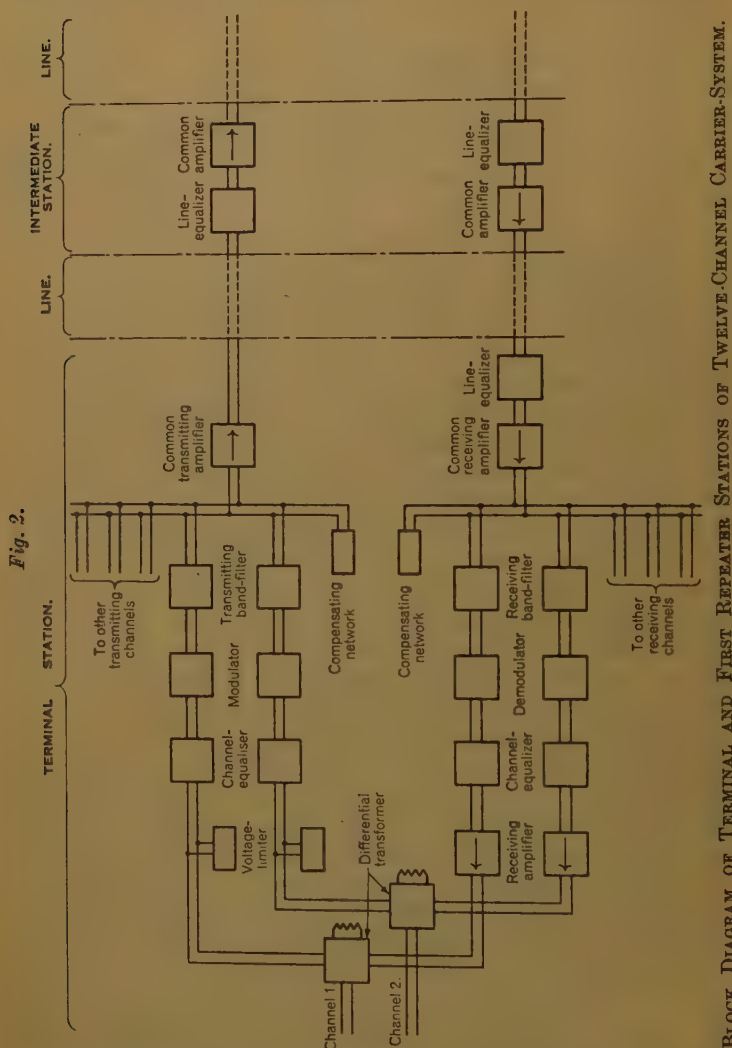 Fig. 2.
TERMINAL STATION.
LINE.
INTERMEDIATE
STATION.
LINE.
To other
transmitting
channels
Channel-
equaliser
Modulator
Transmitting
band-filter
Common
transmitting
amplifier
Line-
equalizer
Common
amplifier
Voltage-
limiter
Compensating
network
Differential
transformer
Channel 1
Channel 2.
Compensating
network
Receiving
amplifier
Channel-
equalizer
Demodulator
Receiving
band-filter
Common
receiving
amplifier
Line-
equalizer
Common
amplifier
Line-
equalizer
To other
receiving
channels
BLOCK DIAGRAM OF TERMINAL AND FIRST REPEATER STATIONS OF TWELVE-CHANNEL CARRIER-SYSTEM.